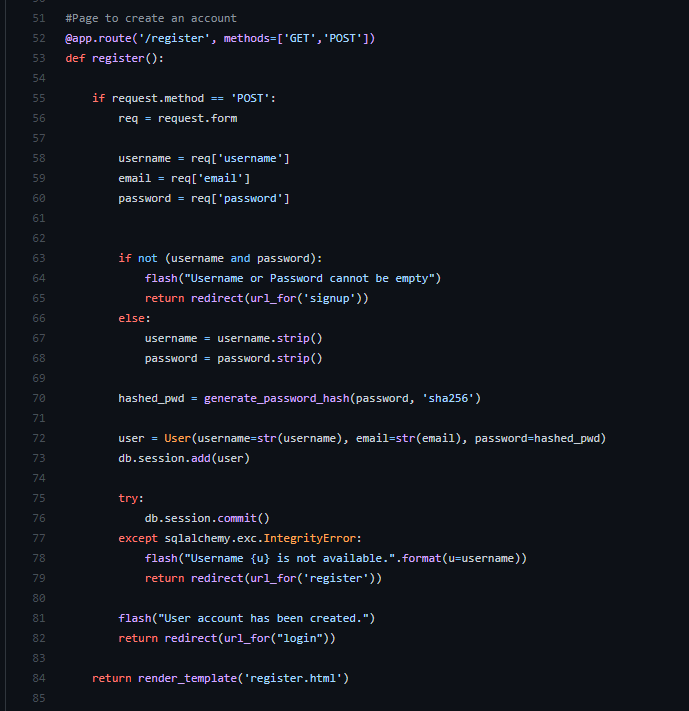 51 #Page to create an account
52 @app.route('/register', methods=['GET','POST'])
53 def register():
54
55 if request.method == 'POST':
56 req = request.form
57
58 username = req['username']
59 email = req['email']
60 password = req['password']
61
62
63 if not (username and password):
64 flash("Username or Password cannot be empty")
65 return redirect(url_for('signup'))
66 else:
67 username = username.strip()
68 password = password.strip()
69
70 hashed_pwd = generate_password_hash(password, 'sha256')
71
72 user = User(username=str(username), email=str(email), password=hashed_pwd)
73 db.session.add(user)
74
75 try:
76 db.session.commit()
77 except sqlalchemy.exc.IntegrityError:
78 flash("Username {u} is not available.".format(u=username))
79 return redirect(url_for('register'))
80
81 flash("User account has been created.")
82 return redirect(url_for("login"))
83
84 return render_template('register.html')
85